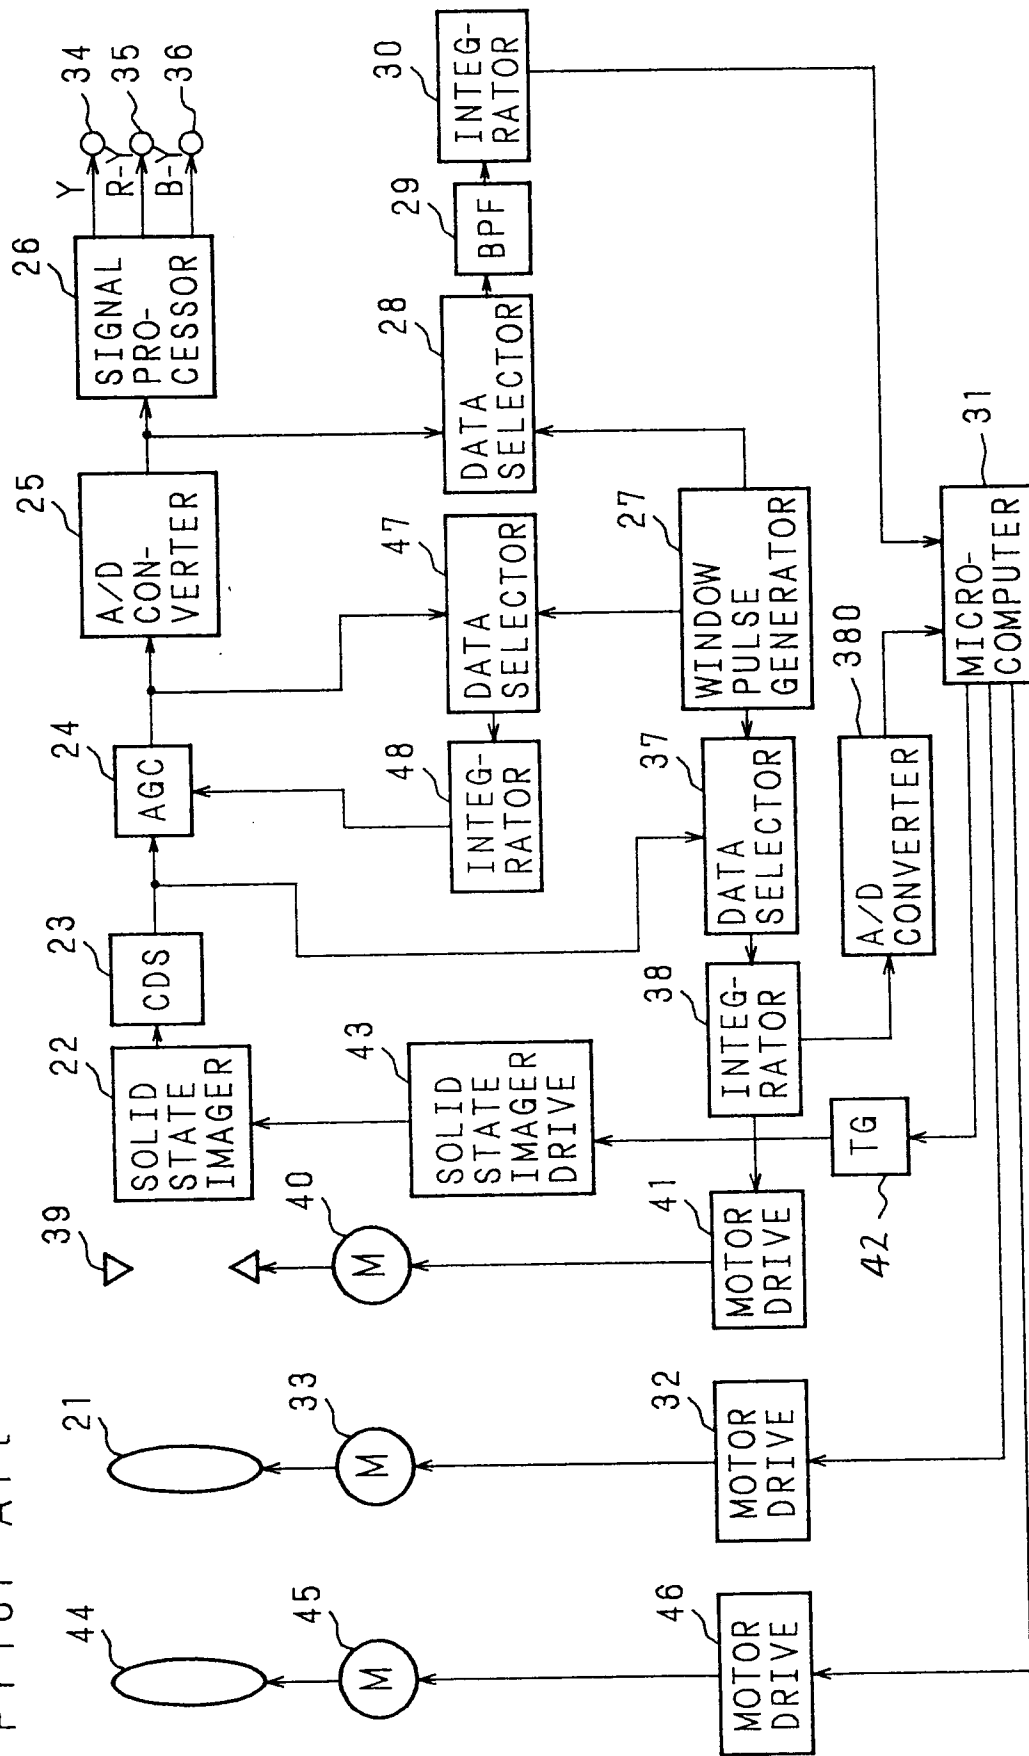 Prior Art
44
21
39
22
SOLID
STATE
IMAGER
23
CDS
24
AGC
25
A/D
CON-
VERTER
26
SIGNAL
PRO-
CESSOR
Y
34
R-Y
35
B-Y
36
45
M
33
M
40
M
43
SOLID
STATE
IMAGER
DRIVE
48
INTEG-
RATOR
47
DATA
SELECTOR
28
DATA
SELECTOR
29
BPF
30
INTEG-
RATOR
46
MOTOR
DRIVE
32
MOTOR
DRIVE
41
MOTOR
DRIVE
38
INTEG-
RATOR
37
DATA
SELECTOR
27
WINDOW
PULSE
GENERATOR
42
TG
380
A/D
CONVERTER
31
MICRO-
COMPUTER